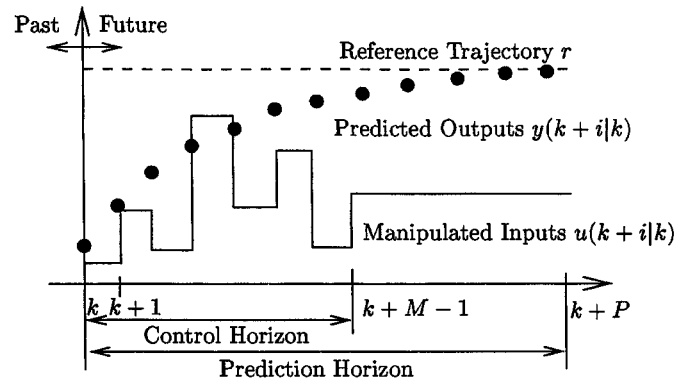 Past Future
Reference Trajectory r
Predicted Outputs y(k + i|k)
Manipulated Inputs u(k + i|k)
k k + 1 k + M − 1 k + P
Control Horizon
Prediction Horizon